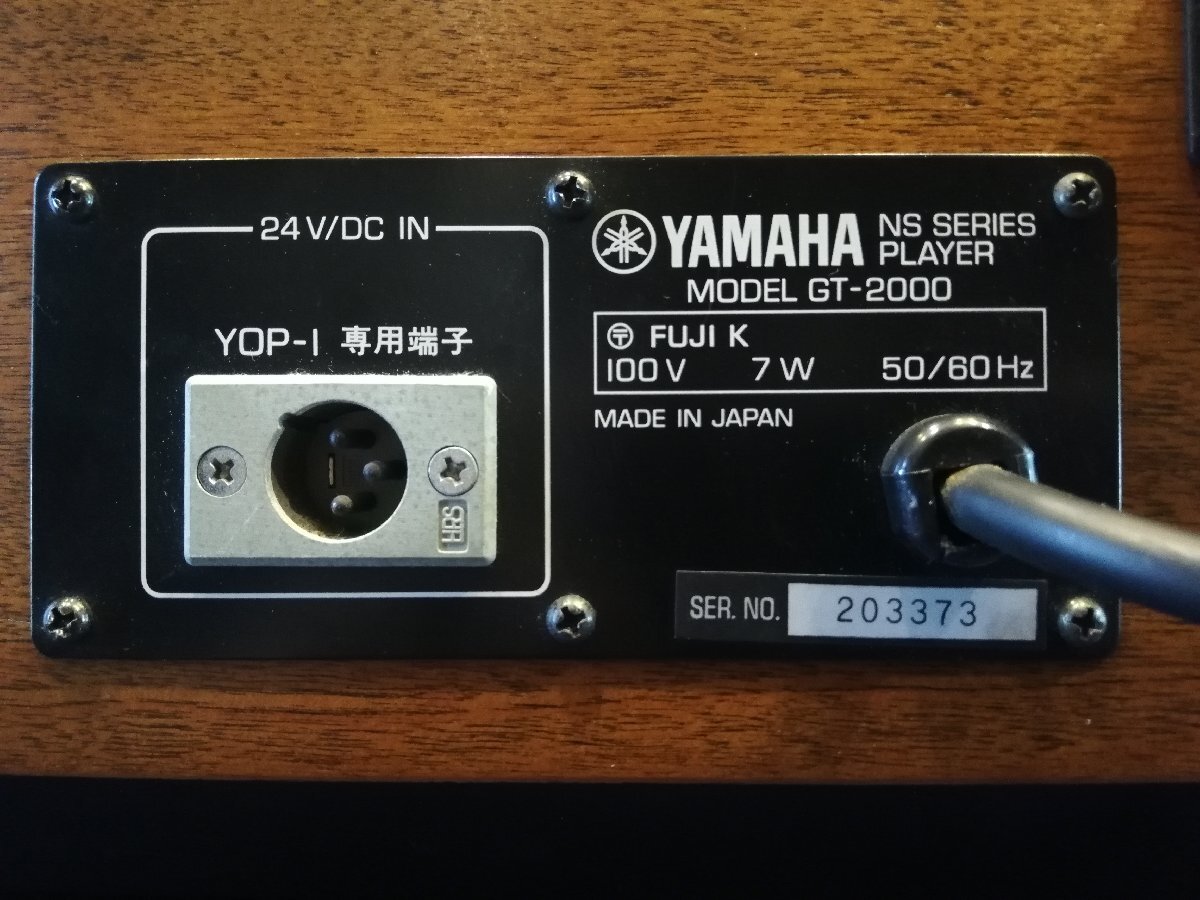 24V/DC IN
YOP-1 専用端子
HRS
YAMAHA NS SERIES
PLAYER
MODEL GT-2000
〶 FUJI K
100V 7W 50/60Hz
MADE IN JAPAN
SER. NO. 203373